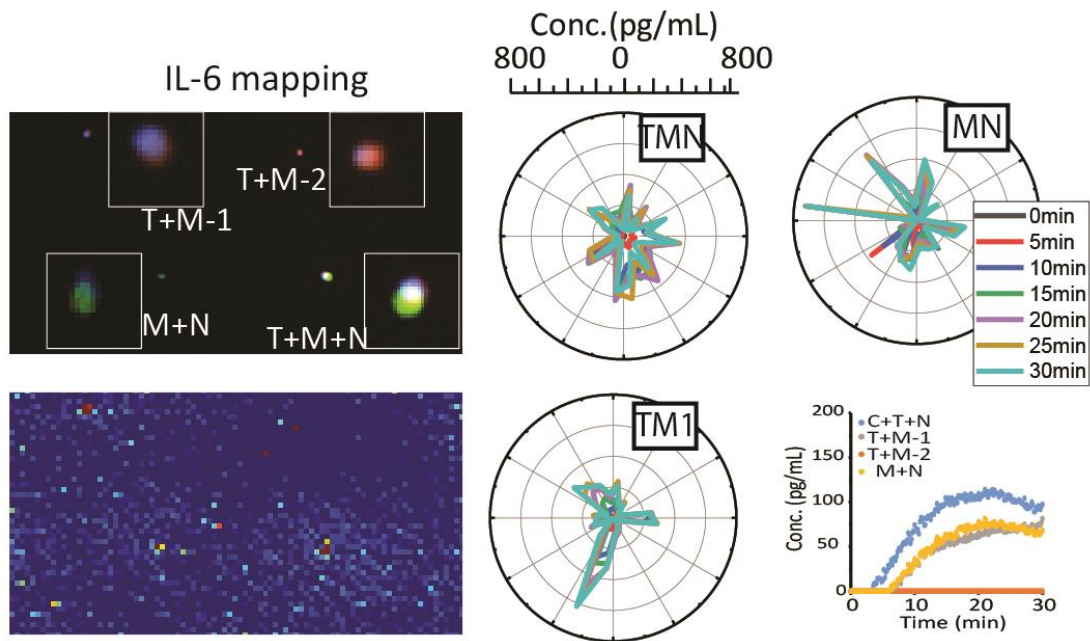 Conc.(pg/mL)
800 0 800
IL-6 mapping
T+M-1
T+M-2
M+N
T+M+N
TMN
MN
0min
5min
10min
15min
20min
25min
30min
TM1
200
150
100
50
0
Conc. (pg/mL)
C+T+N
T+M-1
T+M-2
M+N
0 10 20 30
Time (min)